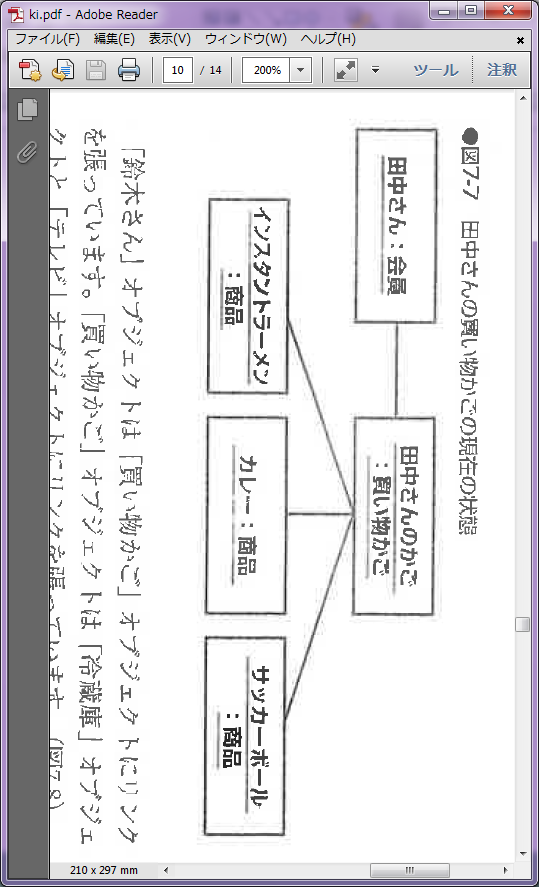 ki.pdf - Adobe Reader
ファイル(F) 編集(E) 表示(V) ウィンドウ(W) ヘルプ(H)
10 / 14 200% ツール 注釈
●図7-7 田中さんの買い物かごの現在の状態
田中さん：会員
田中さんのかご
：買い物かご
インスタントラーメン
：商品
カレー：商品
サッカーボール
：商品
「鈴木さん」オブジェクトは「買い物かご」オブジェクトにリンク
を張っています。「買い物かご」オブジェクトは「冷蔵庫」オブジェ
クトと「テレビ」オブジェクトにリンクを張っています（図7-8）
210 x 297 mm